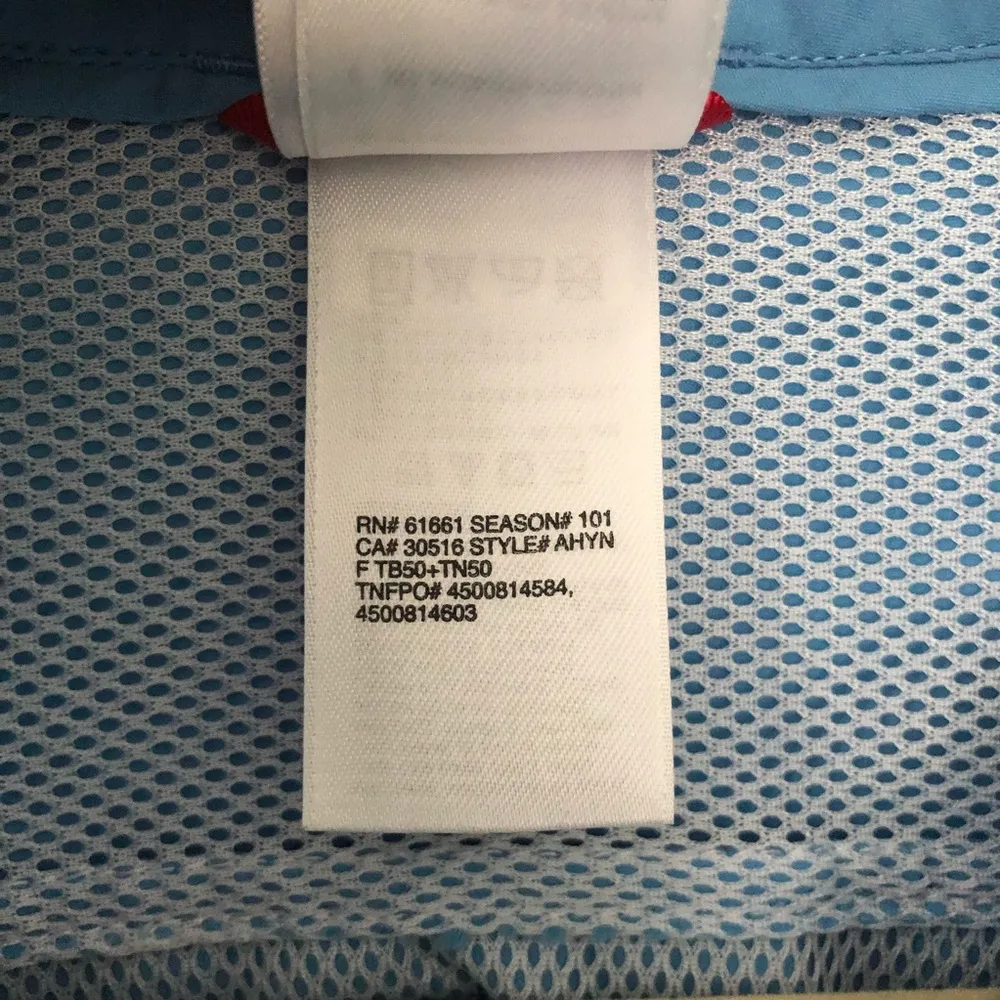 RN# 61661 SEASON# 101
CA# 30516 STYLE# AHYN
F TB50+TN50
TNFPO# 4500814584,
4500814603